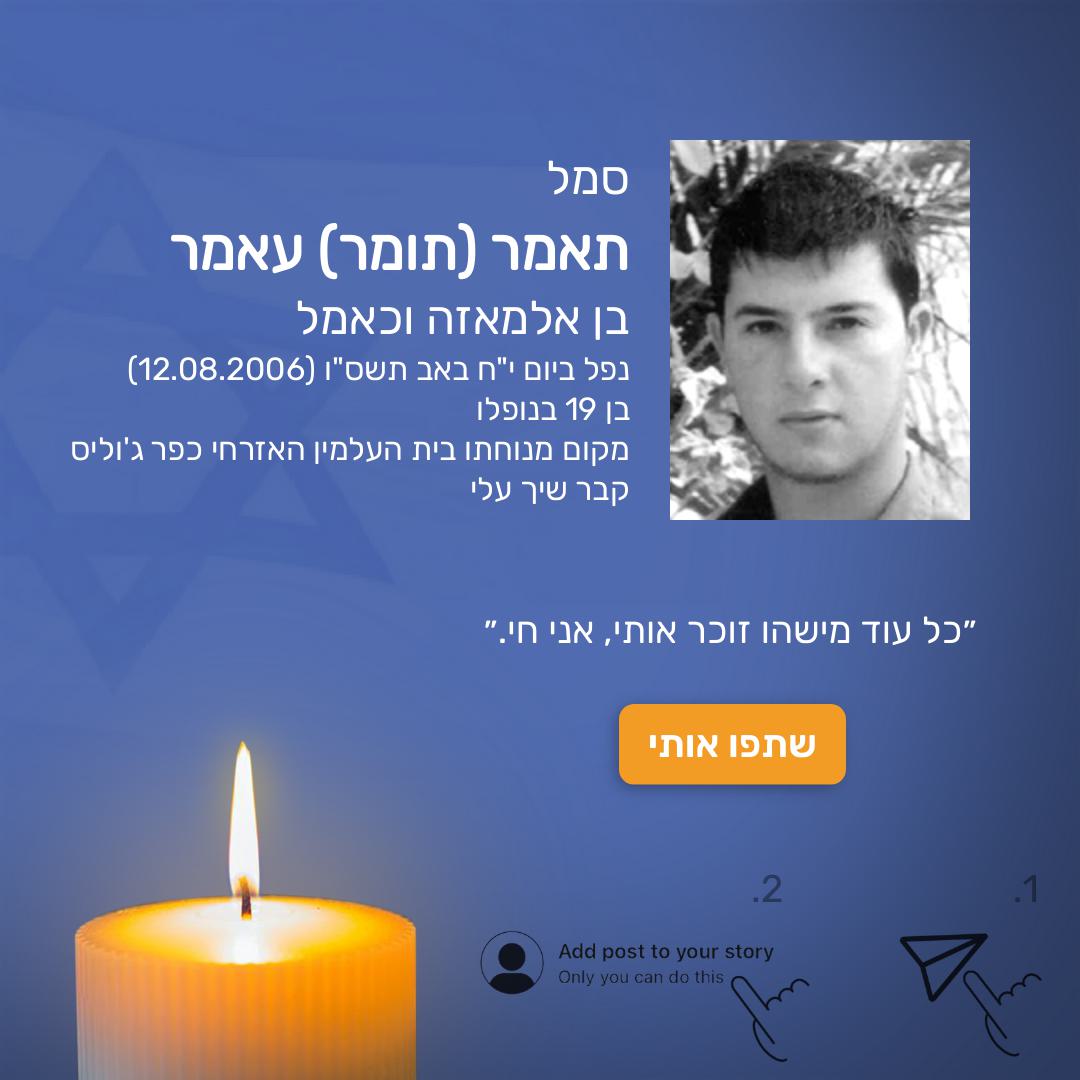 סמל
תאמר (תומר) עאמר
בן אלמאזה וכאמל
נפל ביום י"ח באב תשס"ו (12.08.2006)
בן 19 בנופלו
מקום מנוחתו בית העלמין האזרחי כפר ג'וליס
קבר שיך עלי
״כל עוד מישהו זוכר אותי, אני חי.״
שתפו אותי
.1
.2
Add post to your story
Only you can do this